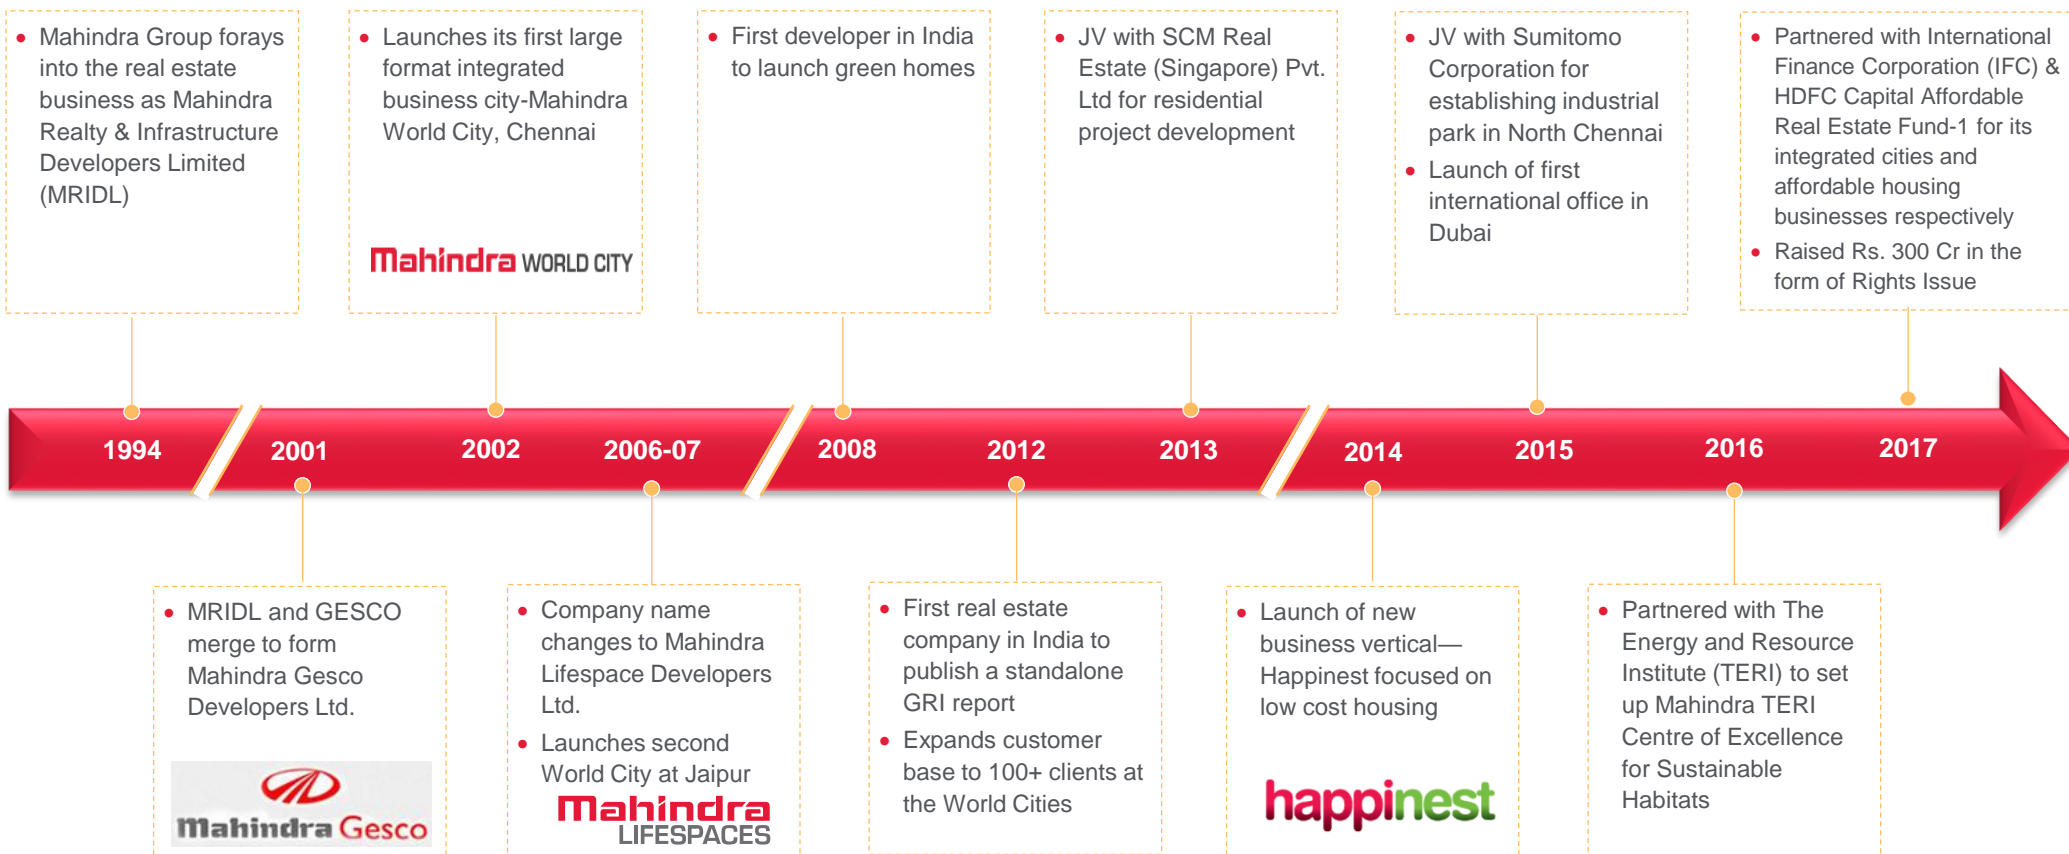 Mahindra Group forays
into the real estate
business as Mahindra
Realty & Infrastructure
Developers Limited
(MRIDL)
Launches its first large
format integrated
business city-Mahindra
World City, Chennai
Mahindra WORLD CITY
First developer in India
to launch green homes
JV with SCM Real
Estate (Singapore) Pvt.
Ltd for residential
project development
JV with Sumitomo
Corporation for
establishing industrial
park in North Chennai
Launch of first
international office in
Dubai
Partnered with International
Finance Corporation (IFC) &
HDFC Capital Affordable
Real Estate Fund-1 for its
integrated cities and
affordable housing
businesses respectively
Raised Rs. 300 Cr in the
form of Rights Issue
1994
2001
2002
2006-07
2008
2012
2013
2014
2015
2016
2017
MRIDL and GESCO
merge to form
Mahindra Gesco
Developers Ltd.
Mahindra Gesco
Company name
changes to Mahindra
Lifespace Developers
Ltd.
Launches second
World City at Jaipur
Mahindra
LIFESPACES
First real estate
company in India to
publish a standalone
GRI report
Expands customer
base to 100+ clients at
the World Cities
Launch of new
business vertical—
Happinest focused on
low cost housing
happinest
Partnered with The
Energy and Resource
Institute (TERI) to set
up Mahindra TERI
Centre of Excellence
for Sustainable
Habitats